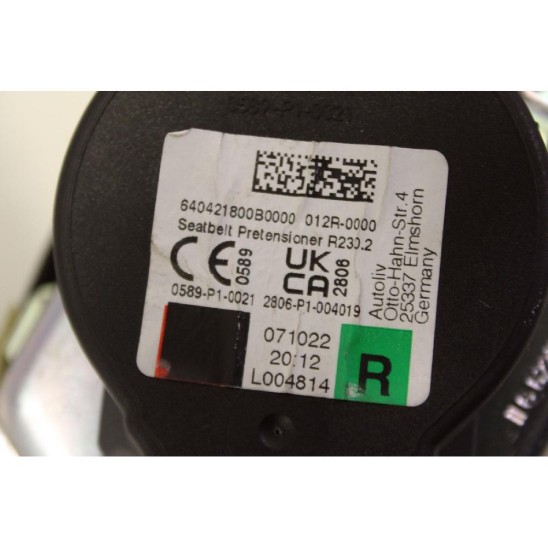 640421800B0000 012R-0000
Seatbelt Pretensioner R230.2
CE 0589
UK CA 2806
0589-P1-0021 2806-P1-004019
Autoliv
Otto-Hahn-Str.4
25337 Elmshorn
Germany
071022
20:12
L004814
R